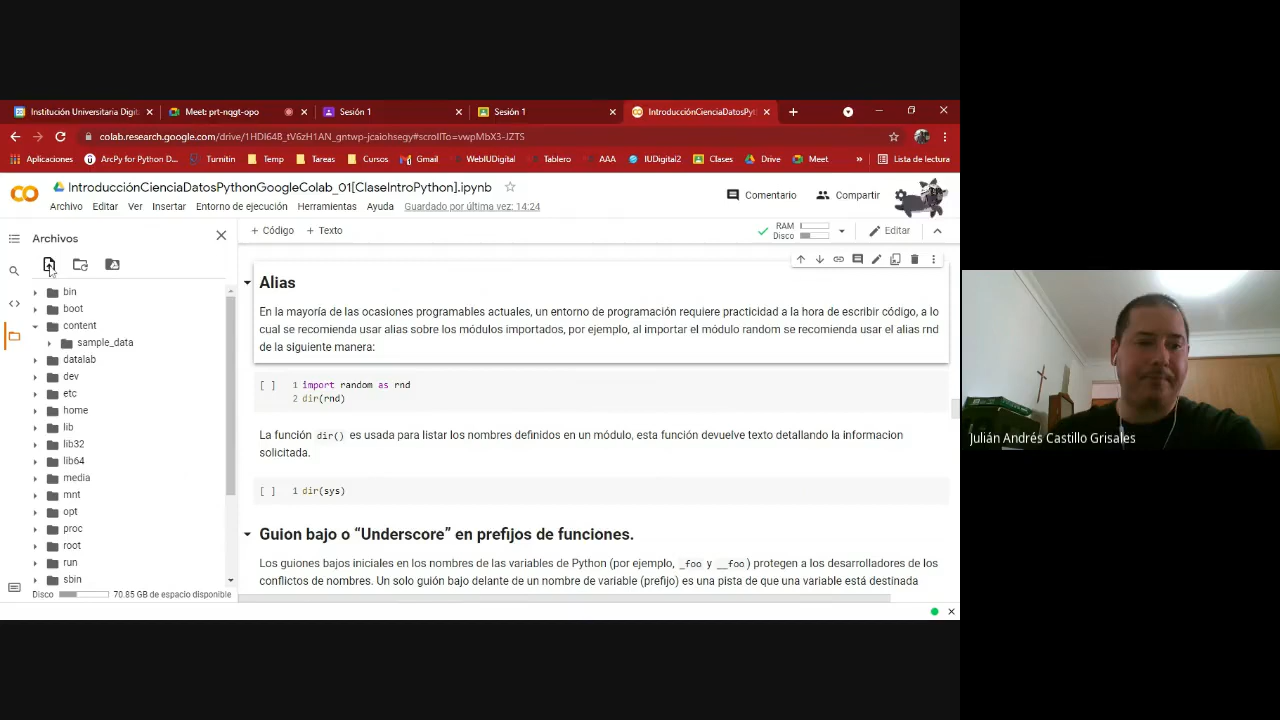 Institución Universitaria Digit
Meet: prt-nqgt-opo
Sesión 1
Sesión 1
IntroducciónCienciaDatosPyt
colab.research.google.com/drive/1HDI648_tV6zH1AN_gntwp-jcaiohsegy#scrollTo=vwpMbX3-JZTS
Aplicaciones
ArcPy for Python D...
Turnitin
Temp
Tareas
Cursos
Gmail
WebIUDigital
Tablero
AAA
IUDigital2
Clases
Drive
Meet
»
Lista de lectura
IntroducciónCienciaDatosPythonGoogleColab_01[ClaseIntroPython].ipynb
Comentario
Compartir
Archivo Editar Ver Insertar Entorno de ejecución Herramientas Ayuda Guardado por última vez: 14:24
Archivos
+ Código + Texto
RAM
Disco
Editar
bin
boot
content
sample_data
datalab
dev
etc
home
lib
lib32
lib64
media
mnt
opt
proc
root
run
sbin
Disco 70.85 GB de espacio disponible
Alias
En la mayoría de las ocasiones programables actuales, un entorno de programación requiere practicidad a la hora de escribir código, a lo
cual se recomienda usar alias sobre los módulos importados, por ejemplo, al importar el módulo random se recomienda usar el alias rnd
de la siguiente manera:
[ ] 1 import random as rnd
2 dir(rnd)
La función dir() es usada para listar los nombres definidos en un módulo, esta función devuelve texto detallando la informacion
solicitada.
[ ] 1 dir(sys)
Guion bajo o “Underscore” en prefijos de funciones.
Los guiones bajos iniciales en los nombres de las variables de Python (por ejemplo, _foo y __foo) protegen a los desarrolladores de los
conflictos de nombres. Un solo guión bajo delante de un nombre de variable (prefijo) es una pista de que una variable está destinada
Julián Andrés Castillo Grisales